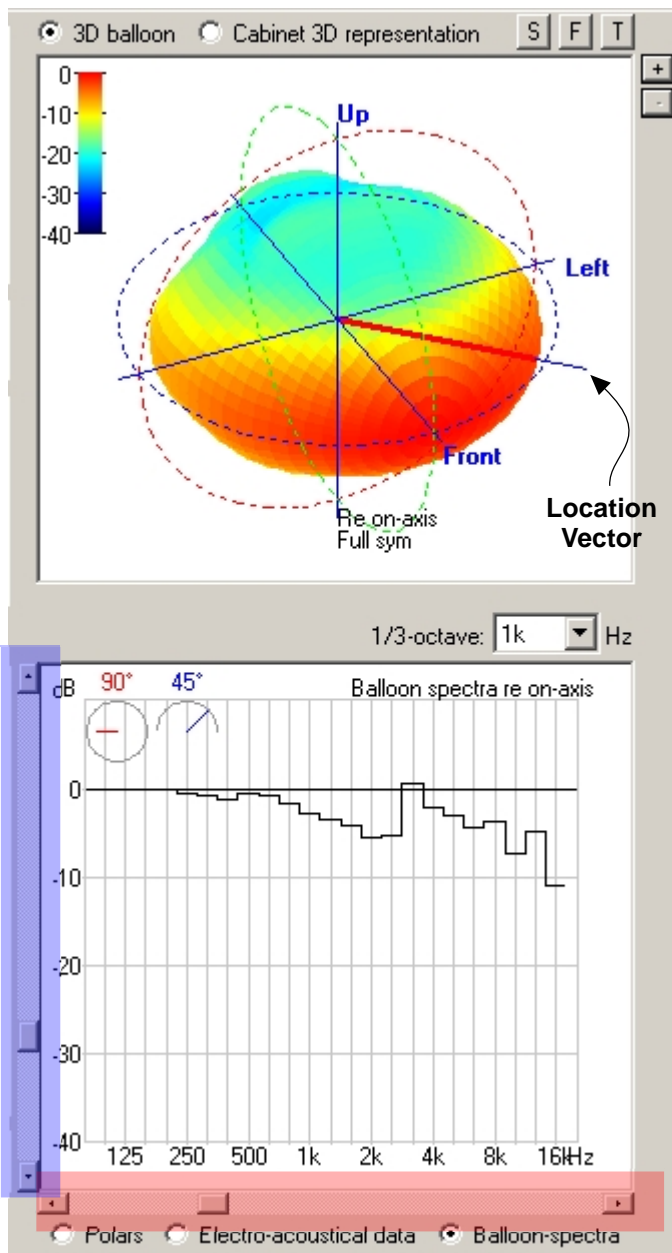 3D balloon Cabinet 3D representation S F T
+
-
0
-10
-20
-30
-40
Up
Left
Front
Re on-axis
Full sym
Location
Vector
1/3-octave: 1k Hz
dB 90° 45° Balloon spectra re on-axis
0
-10
-20
-30
-40
125 250 500 1k 2k 4k 8k 16kHz
Polars Electro-acoustical data Balloon-spectra